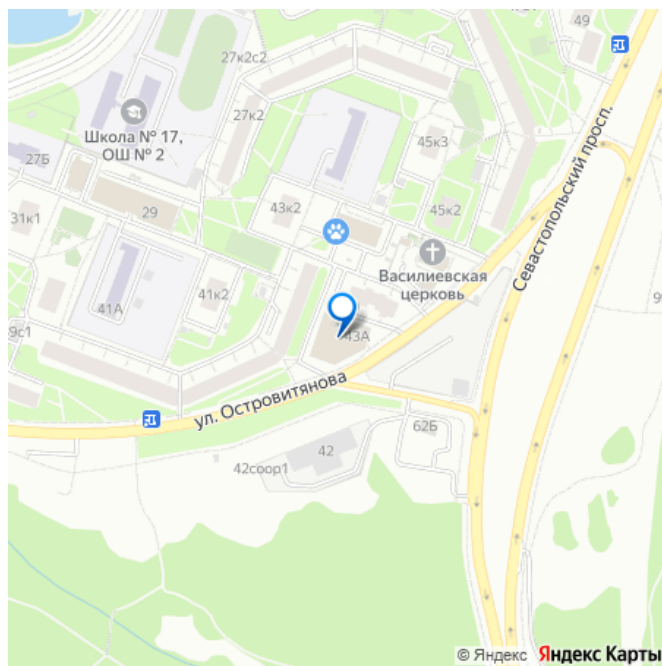 49
27к2с2
27к2
Школа № 17,
ОШ № 2
45к3
27Б
Севастопольский просп.
31к1
29
43к2
45к2
Василиевская
церковь
41А
41к2
9с1
43А
ул. Островитянова
62Б
42
42соор1
© Яндекс Яндекс Карты